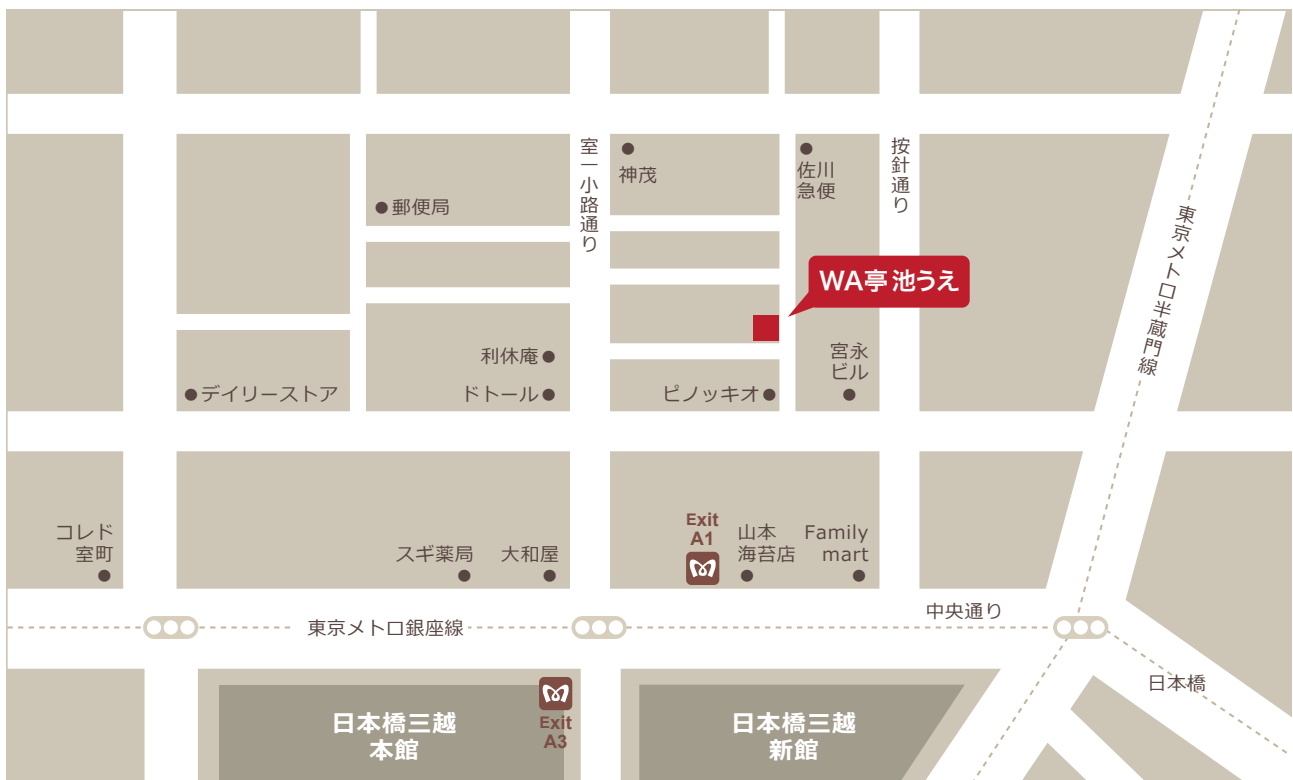 室一小路通り
神茂
佐川
急便
按針通り
郵便局
東京メトロ半蔵門線
WA亭 池うえ
利休庵
宮永
ビル
デイリーストア
ドトール
ピノッキオ
コレド
室町
スギ薬局
大和屋
Exit
A1
山本
海苔店
Family
mart
中央通り
東京メトロ銀座線
日本橋
日本橋三越
本館
Exit
A3
日本橋三越
新館